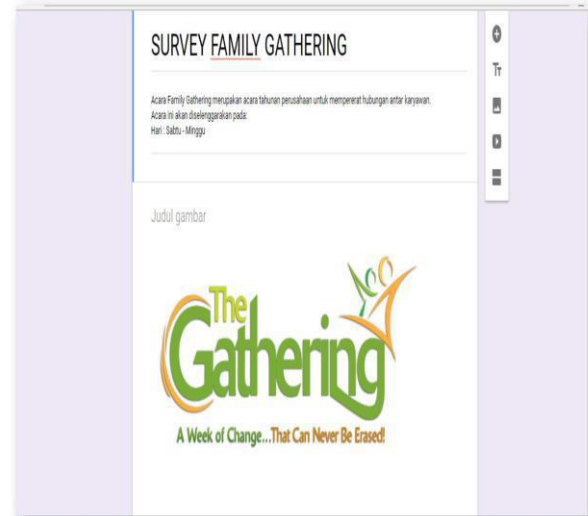 SURVEY FAMILY GATHERING
Acara Family Gathering merupakan acara tahunan perusahaan untuk mempererat hubungan antar karyawan.
Acara ini akan diselenggarakan pada:
Hari : Sabtu - Minggu
Judul gambar
The
Gathering
A Week of Change...That Can Never Be Erased!